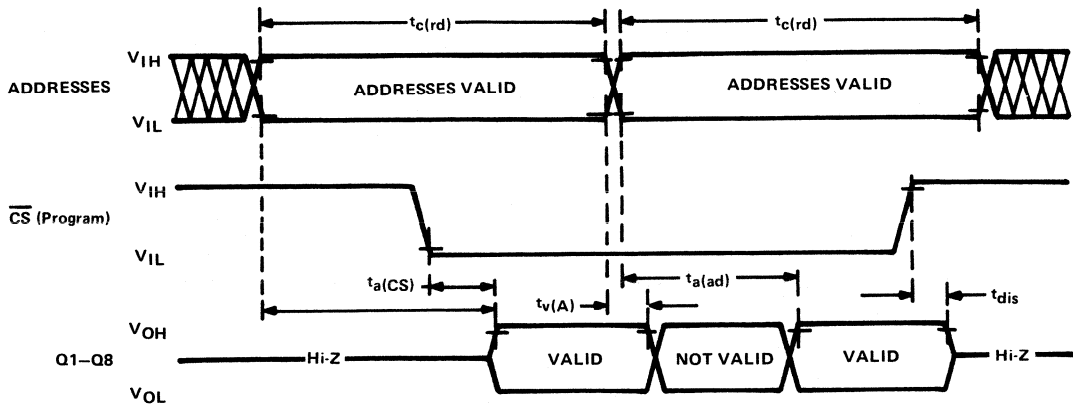 tc(rd) tc(rd)
VIH
ADDRESSES ADDRESSES VALID ADDRESSES VALID
VIL
VIH
CS (Program)
VIL
ta(CS) ta(ad)
tv(A) tdis
VOH
Q1–Q8 Hi-Z VALID NOT VALID VALID Hi-Z
VOL